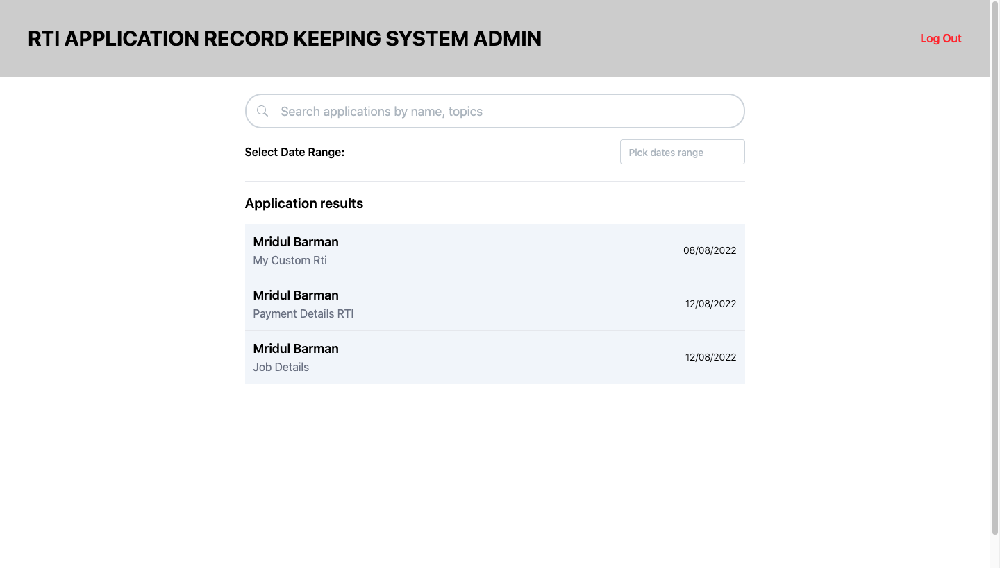 RTI APPLICATION RECORD KEEPING SYSTEM ADMIN
Log Out
Search applications by name, topics
Select Date Range:
Pick dates range
Application results
Mridul Barman
My Custom Rti
08/08/2022
Mridul Barman
Payment Details RTI
12/08/2022
Mridul Barman
Job Details
12/08/2022